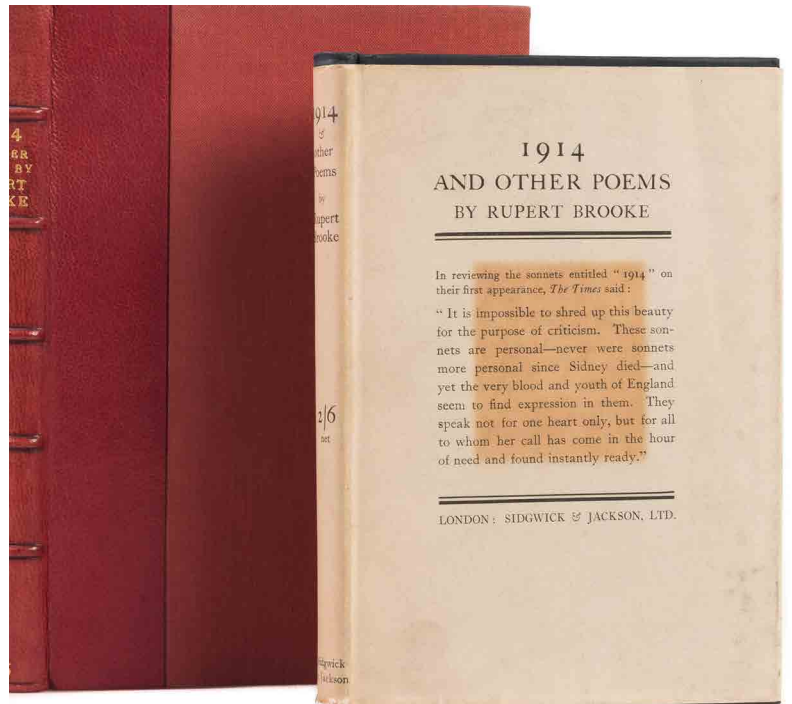 4
ER
BY
RT
KE
1914
&
other
Poems
by
Rupert
Brooke
2/6
net
Sidgwick
Jackson
1914
AND OTHER POEMS
BY RUPERT BROOKE
In reviewing the sonnets entitled “ 1914 ” on
their first appearance, The Times said :
“ It is impossible to shred up this beauty
for the purpose of criticism. These son-
nets are personal—never were sonnets
more personal since Sidney died—and
yet the very blood and youth of England
seem to find expression in them. They
speak not for one heart only, but for all
to whom her call has come in the hour
of need and found instantly ready.”
LONDON : SIDGWICK & JACKSON, LTD.